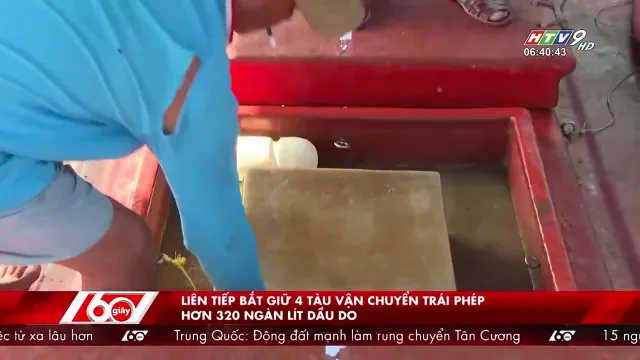 HTV9 HD
06:40:43
60 giây
LIÊN TIẾP BẮT GIỮ 4 TÀU VẬN CHUYỂN TRÁI PHÉP
HƠN 320 NGÀN LÍT DẦU DO
ệc từ xa lâu hơn Trung Quốc: Động đất mạnh làm rung chuyển Tân Cương 15 ng